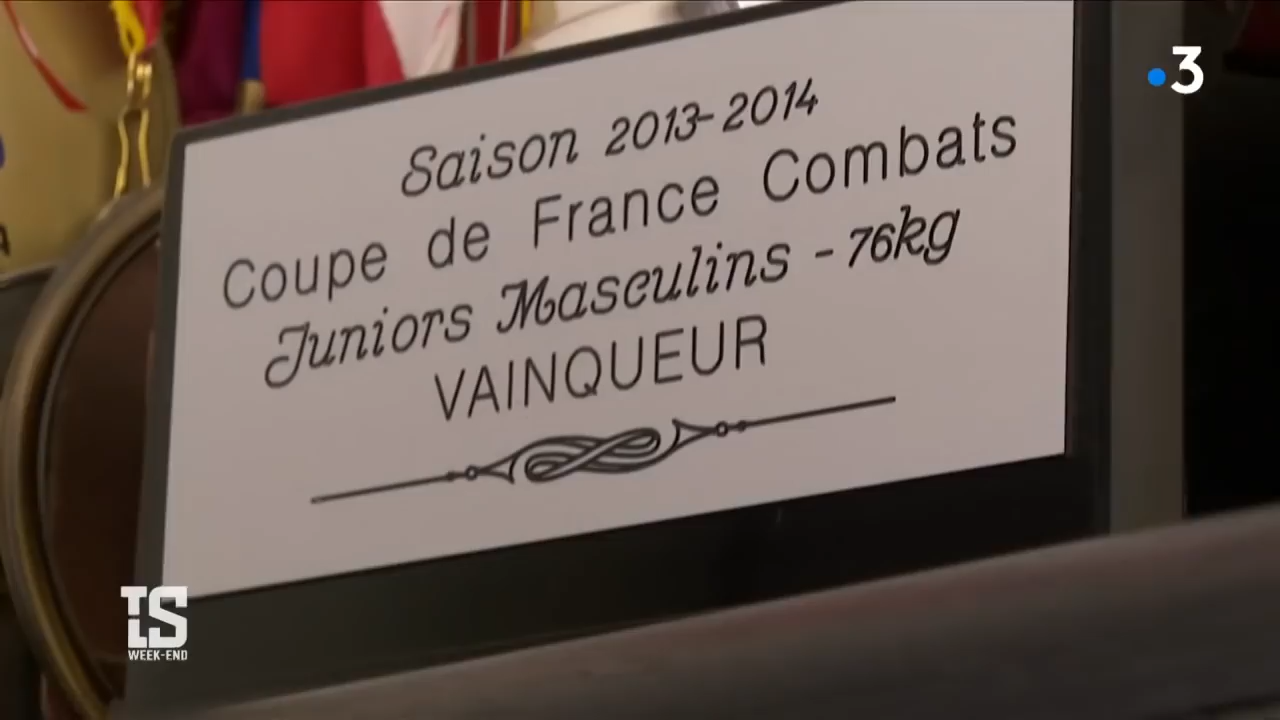 Saison 2013-2014
Coupe de France Combats
Juniors Masculins - 76kg
VAINQUEUR
3
TS
WEEK-END